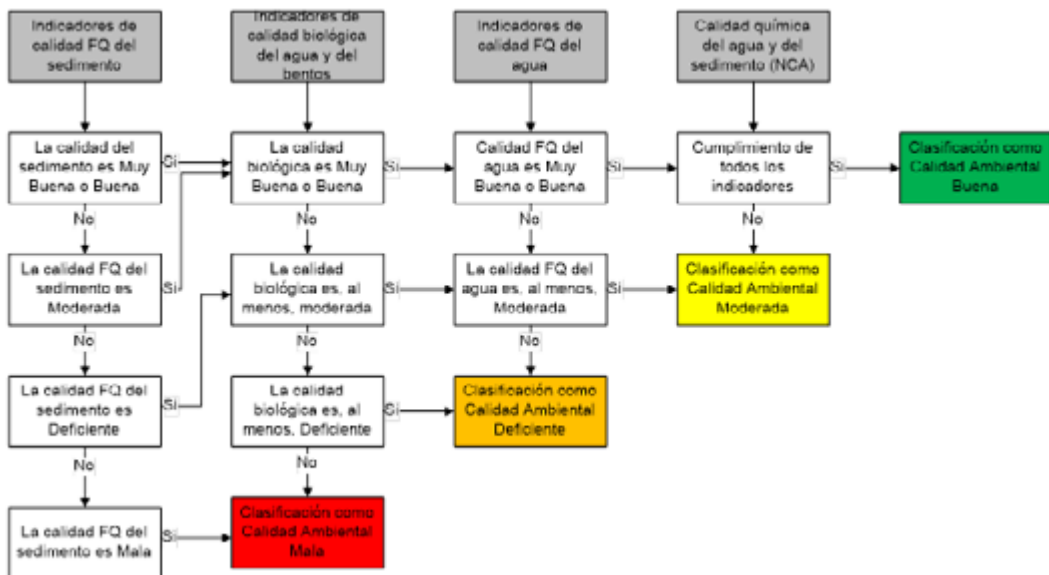 Indicadores de
calidad FQ del
sedimento
Indicadores de
calidad biológica
del agua y del
bentos
Indicadores de
calidad FQ del
agua
Calidad química
del agua y del
sedimento (NCA)
La calidad del
sedimento es Muy
Buena o Buena
Si
La calidad
biológica es Muy
Buena o Buena
Si
Calidad FQ del
agua es Muy
Buena o Buena
Si
Cumplimiento de
todos los
indicadores
Si
Clasificación como
Calidad Ambiental
Buena
No
No
No
No
La calidad FQ del
sedimento es
Moderada
Si
La calidad
biológica es, al
menos, moderada
Si
La calidad FQ del
agua es, al menos,
Moderada
Si
Clasificación como
Calidad Ambiental
Moderada
No
No
No
La calidad FQ del
sedimento es
Deficiente
Si
La calidad
biológica es, al
menos, Deficiente
Si
Clasificación como
Calidad Ambiental
Deficiente
No
No
La calidad FQ del
sedimento es Mala
Si
Clasificación como
Calidad Ambiental
Mala